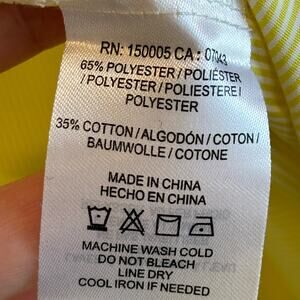 RN: 150005 CA: 07043
65% POLYESTER / POLIÉSTER
/ POLYESTER / POLIESTERE /
POLYESTER
35% COTTON / ALGODÓN / COTON /
BAUMWOLLE / COTONE
MADE IN CHINA
HECHO EN CHINA
MACHINE WASH COLD
DO NOT BLEACH
LINE DRY
COOL IRON IF NEEDED